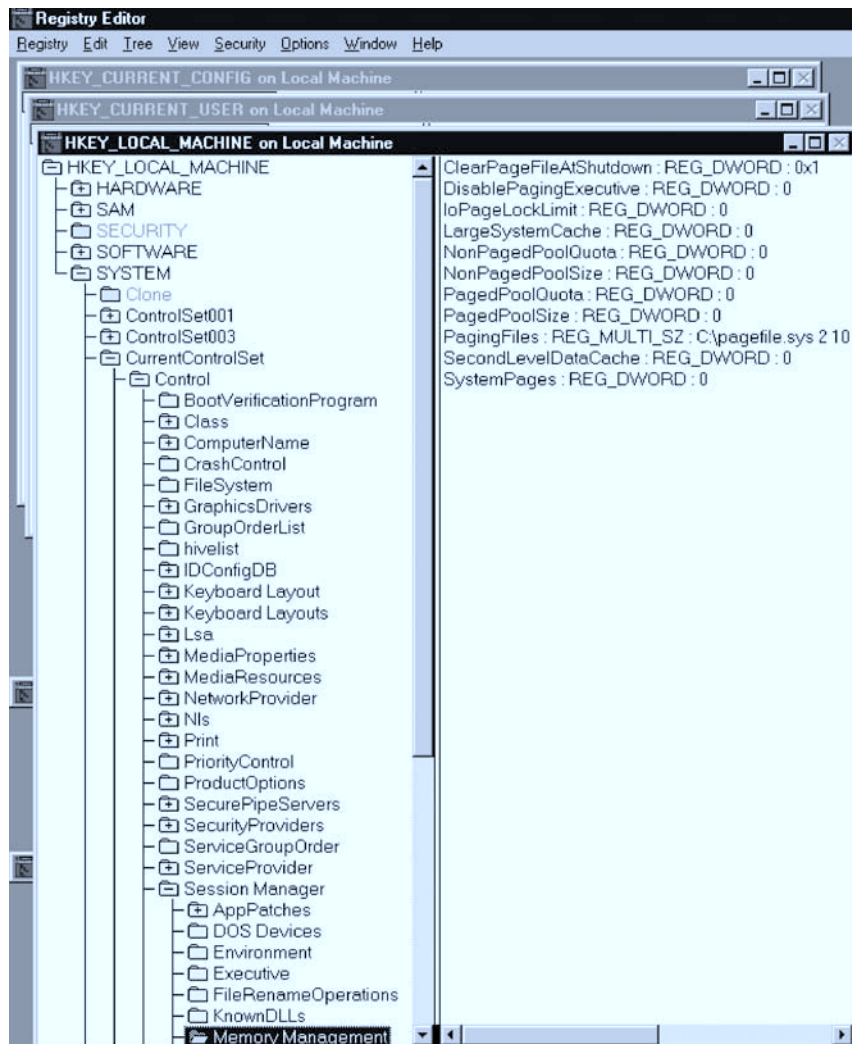 Registry Editor
Registry Edit Tree View Security Options Window Help
HKEY_CURRENT_CONFIG on Local Machine
HKEY_CURRENT_USER on Local Machine
HKEY_LOCAL_MACHINE on Local Machine
HKEY_LOCAL_MACHINE
HARDWARE
SAM
SECURITY
SOFTWARE
SYSTEM
Clone
ControlSet001
ControlSet003
CurrentControlSet
Control
BootVerificationProgram
Class
ComputerName
CrashControl
FileSystem
GraphicsDrivers
GroupOrderList
hivelist
IDConfigDB
Keyboard Layout
Keyboard Layouts
Lsa
MediaProperties
MediaResources
NetworkProvider
Nls
Print
PriorityControl
ProductOptions
SecurePipeServers
SecurityProviders
ServiceGroupOrder
ServiceProvider
Session Manager
AppPatches
DOS Devices
Environment
Executive
FileRenameOperations
KnownDLLs
Memory Management
ClearPageFileAtShutdown : REG_DWORD : 0x1
DisablePagingExecutive : REG_DWORD : 0
IoPageLockLimit : REG_DWORD : 0
LargeSystemCache : REG_DWORD : 0
NonPagedPoolQuota : REG_DWORD : 0
NonPagedPoolSize : REG_DWORD : 0
PagedPoolQuota : REG_DWORD : 0
PagedPoolSize : REG_DWORD : 0
PagingFiles : REG_MULTI_SZ : C:\pagefile.sys 2 10
SecondLevelDataCache : REG_DWORD : 0
SystemPages : REG_DWORD : 0